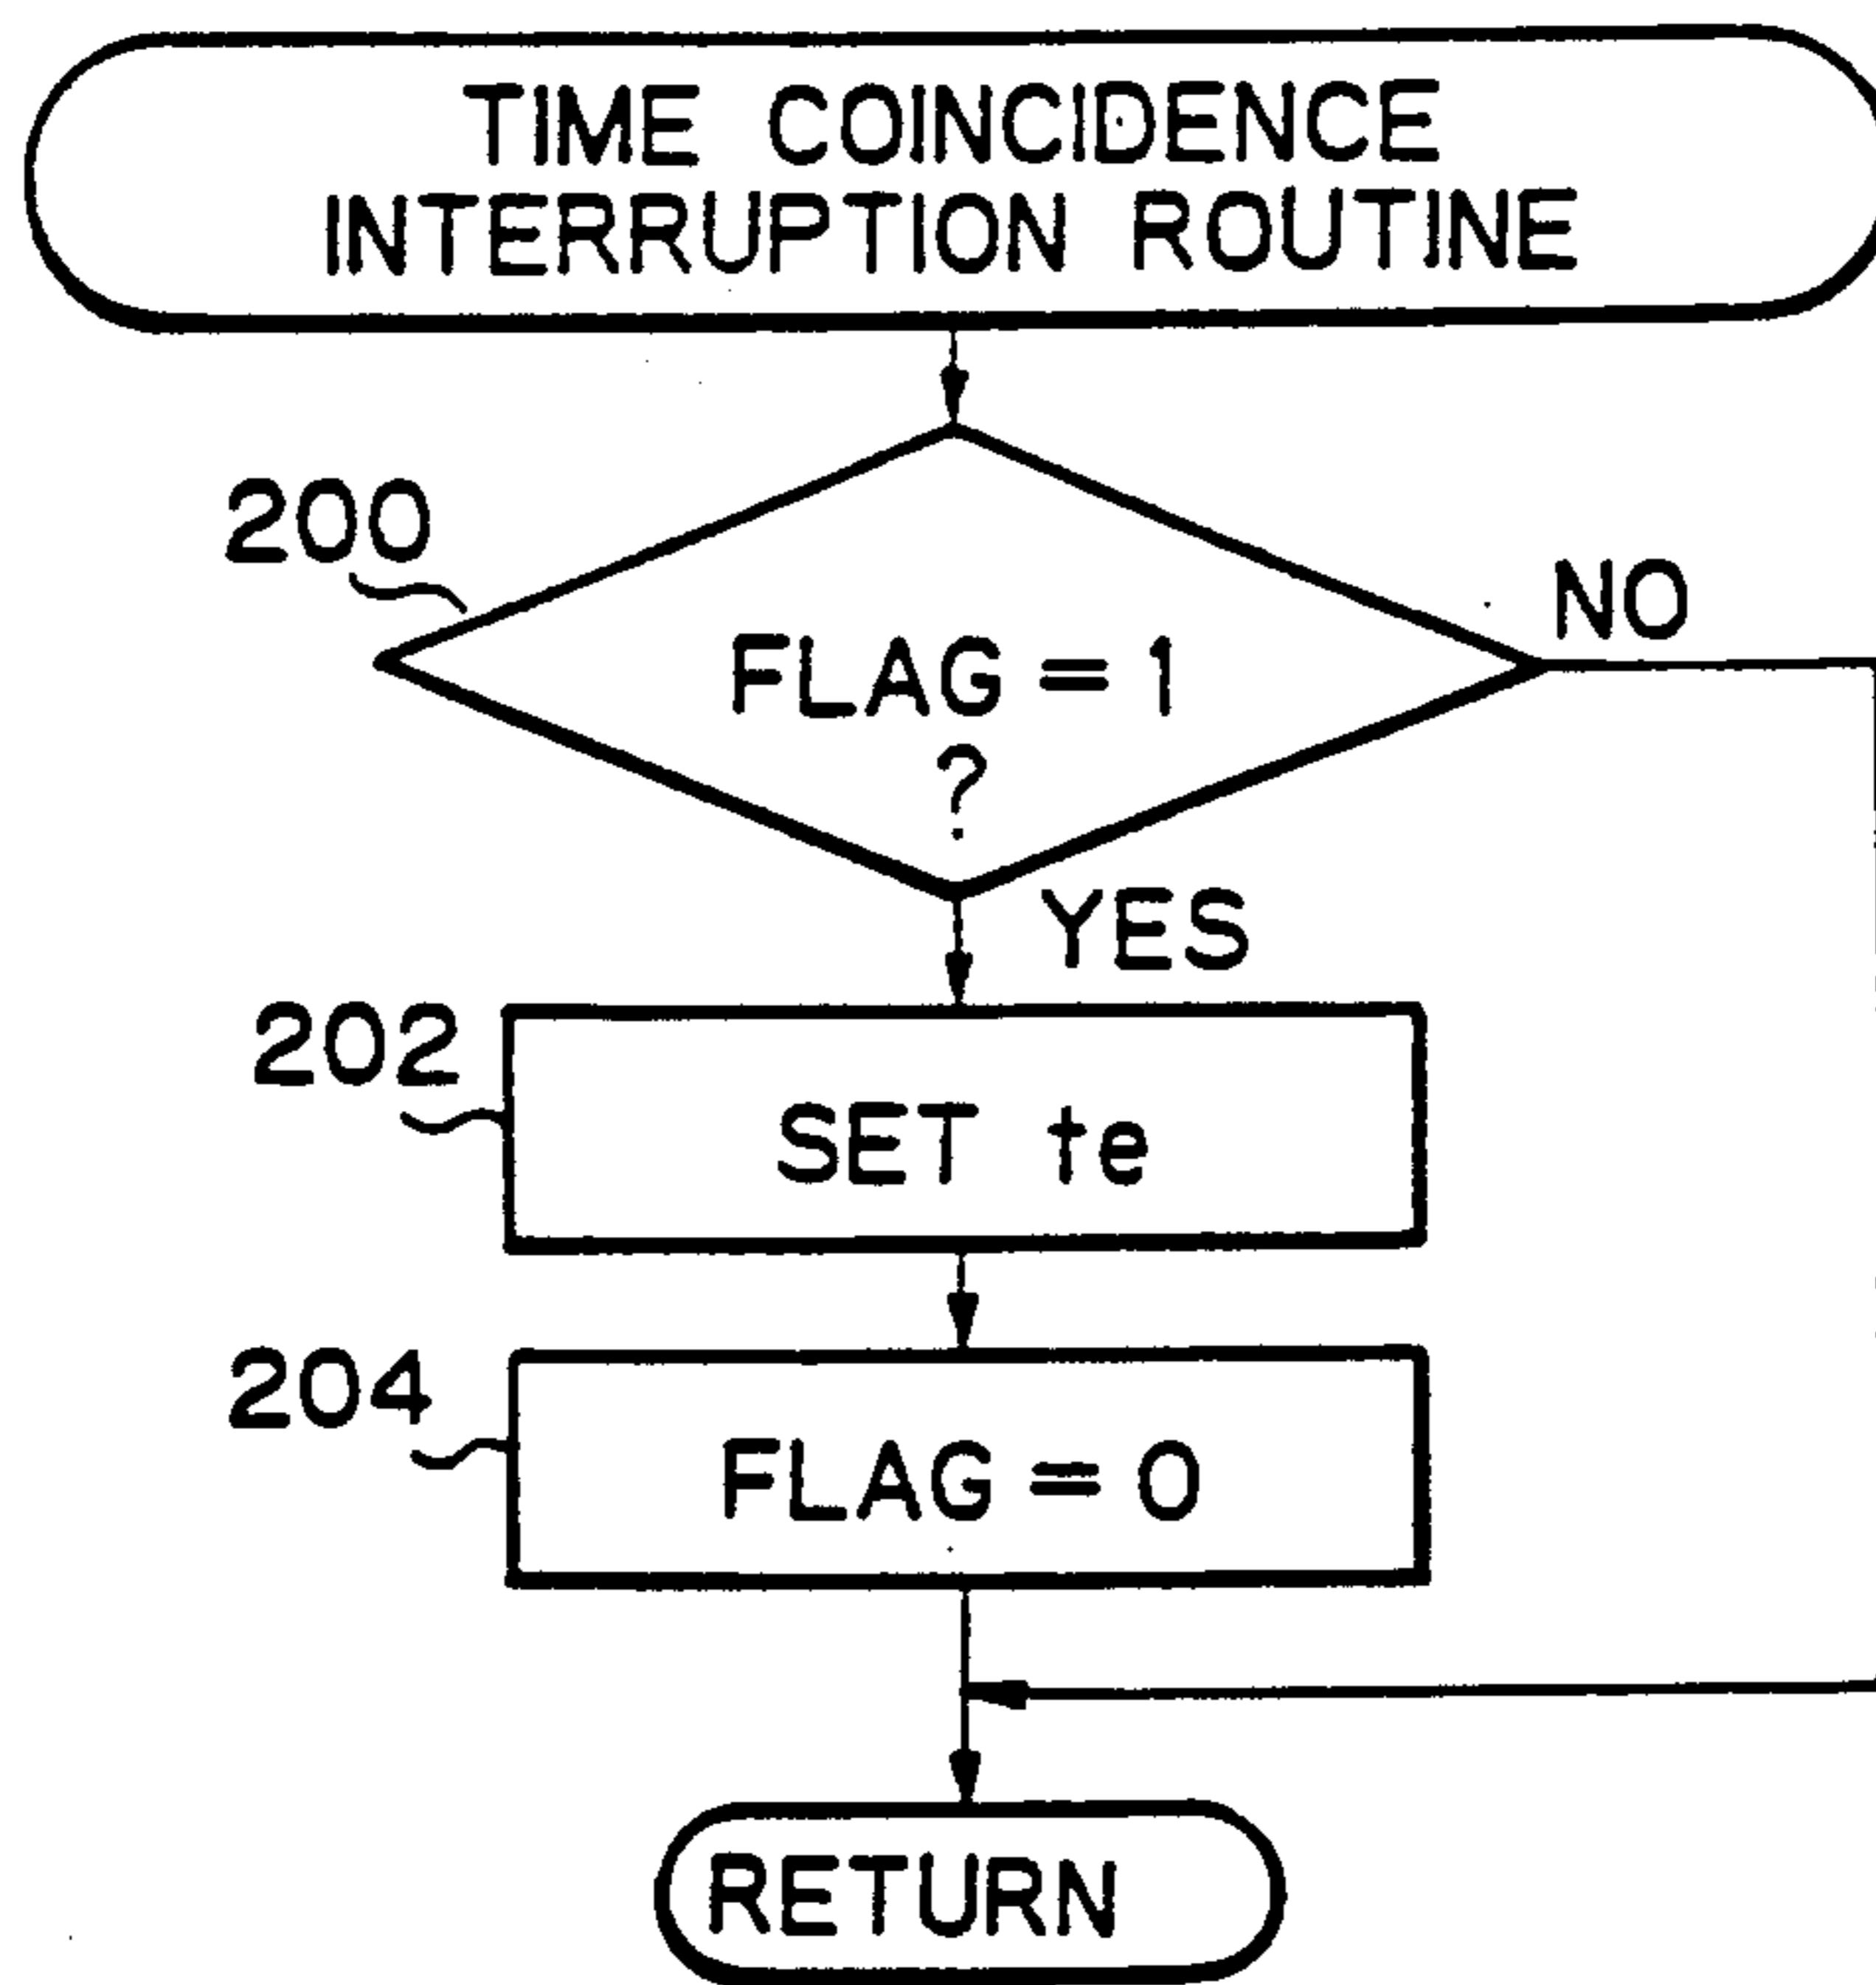 TIME COINCIDENCE
INTERRUPTION ROUTINE
200
FLAG = 1
?
NO
YES
202
SET te
204
FLAG = 0
RETURN